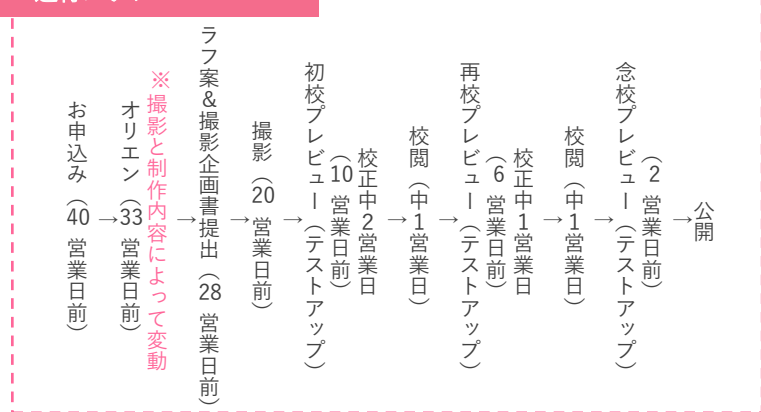 お申込み（40営業日前）
→
オリエン（33営業日前）
※撮影と制作内容によって変動
→
ラフ案&撮影企画書提出（28営業日前）
→
撮影（20営業日前）
→
初校プレビュー（テストアップ）
（10営業日前）
校正中2営業日
→
校閲（中1営業日）
→
再校プレビュー（テストアップ）
（6営業日前）
校正中1営業日
→
校閲（中1営業日）
→
念校プレビュー（テストアップ）
（2営業日前）
→
公開